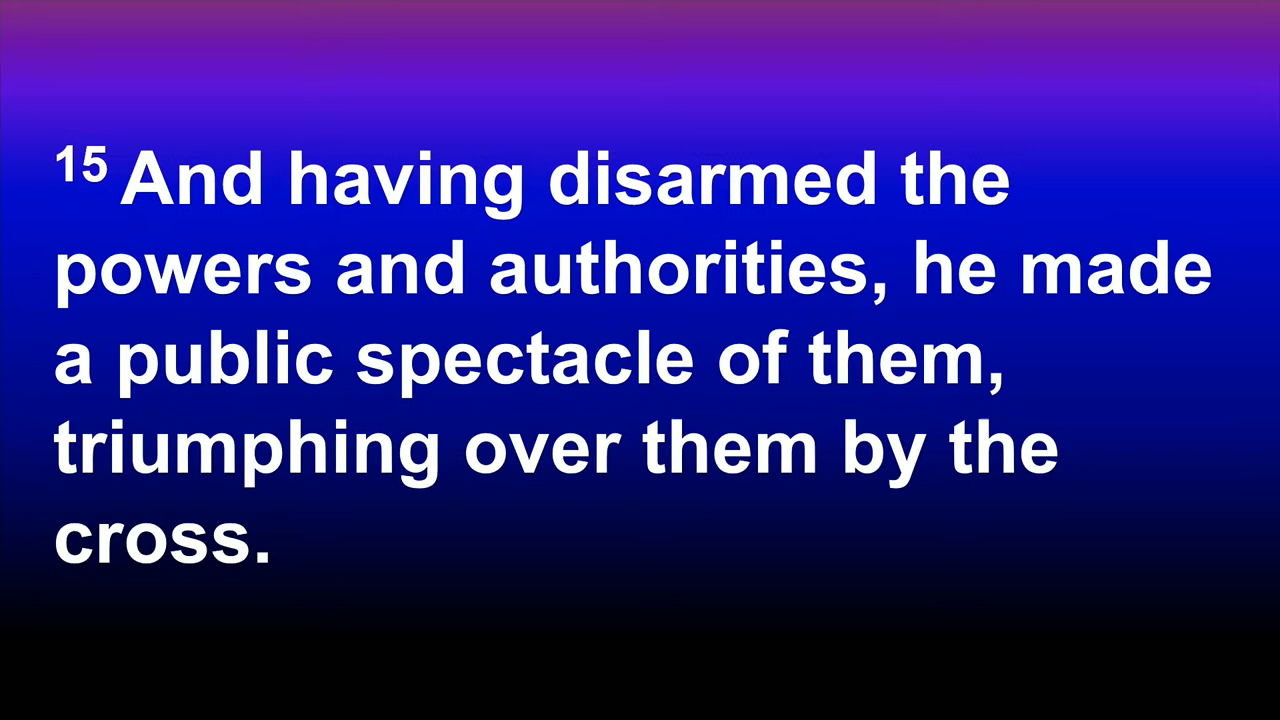 15 And having disarmed the
powers and authorities, he made
a public spectacle of them,
triumphing over them by the
cross.